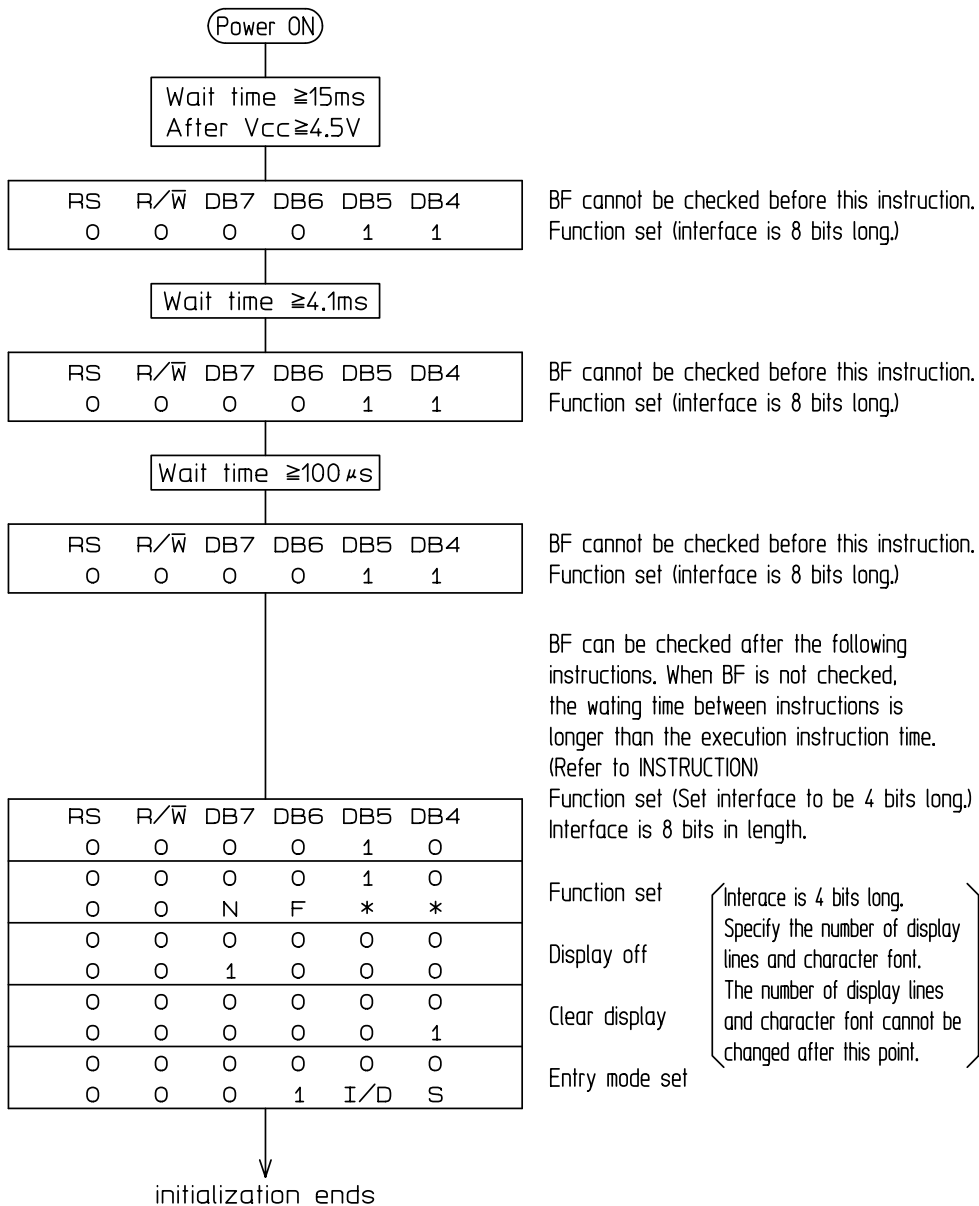 Power ON
Wait time ≧15ms
After Vcc≧4.5V
RS R/W̅ DB7 DB6 DB5 DB4
0 0 0 0 1 1
BF cannot be checked before this instruction.
Function set (interface is 8 bits long.)
Wait time ≧4.1ms
RS R/W̅ DB7 DB6 DB5 DB4
0 0 0 0 1 1
BF cannot be checked before this instruction.
Function set (interface is 8 bits long.)
Wait time ≧100μs
RS R/W̅ DB7 DB6 DB5 DB4
0 0 0 0 1 1
BF cannot be checked before this instruction.
Function set (interface is 8 bits long.)
BF can be checked after the following
instructions. When BF is not checked,
the wating time between instructions is
longer than the execution instruction time.
(Refer to INSTRUCTION)
Function set (Set interface to be 4 bits long.)
Interface is 8 bits in length.
RS R/W̅ DB7 DB6 DB5 DB4
0 0 0 0 1 0
0 0 0 0 1 0
0 0 N F * *
0 0 0 0 0 0
0 0 1 0 0 0
0 0 0 0 0 0
0 0 0 0 0 1
0 0 0 0 0 0
0 0 0 1 I/D S
Function set
Display off
Clear display
Entry mode set
Interace is 4 bits long.
Specify the number of display
lines and character font.
The number of display lines
and character font cannot be
changed after this point.
initialization ends